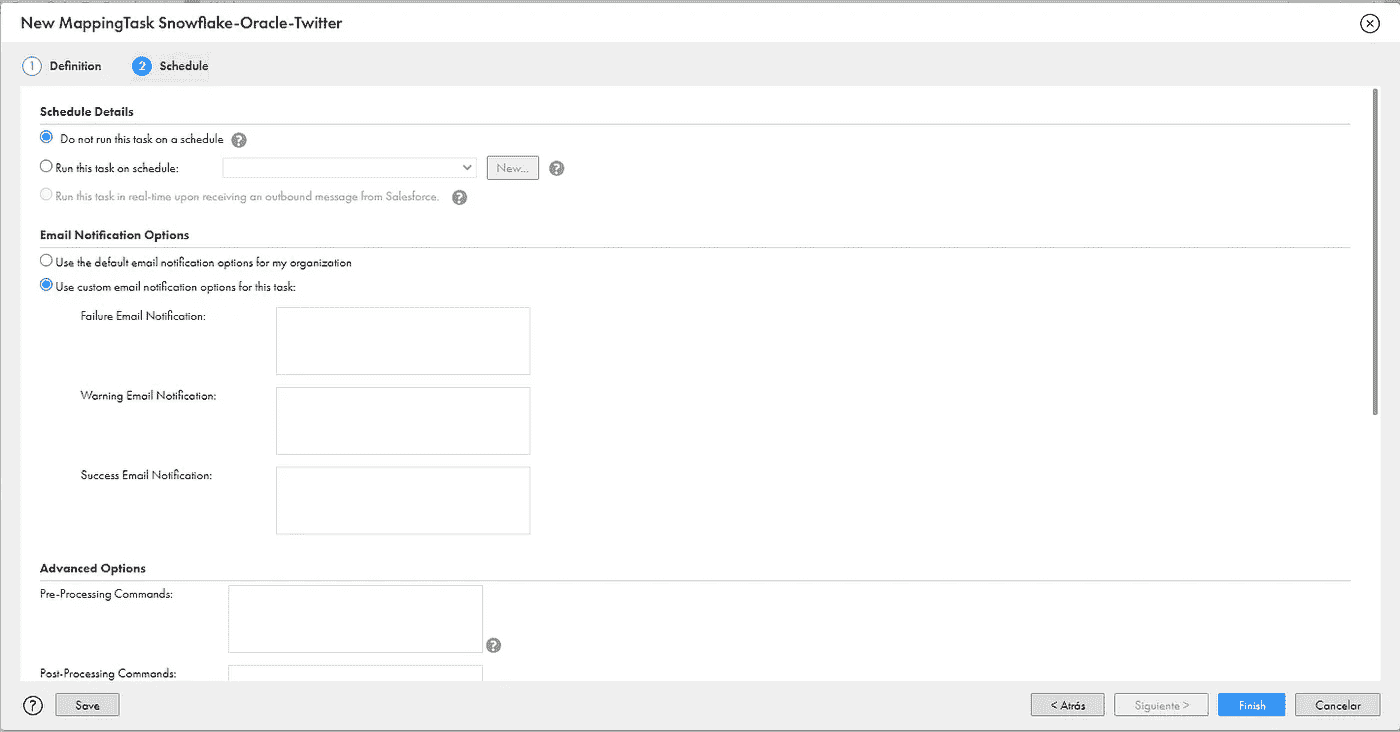 New MappingTask Snowflake-Oracle-Twitter
1 Definition 2 Schedule
Schedule Details
Do not run this task on a schedule ?
Run this task on schedule: New... ?
Run this task in real-time upon receiving an outbound message from Salesforce. ?
Email Notification Options
Use the default email notification options for my organization
Use custom email notification options for this task:
Failure Email Notification:
Warning Email Notification:
Success Email Notification:
Advanced Options
Pre-Processing Commands:
?
Post-Processing Commands:
? Save < Atrás Siguiente > Finish Cancelar